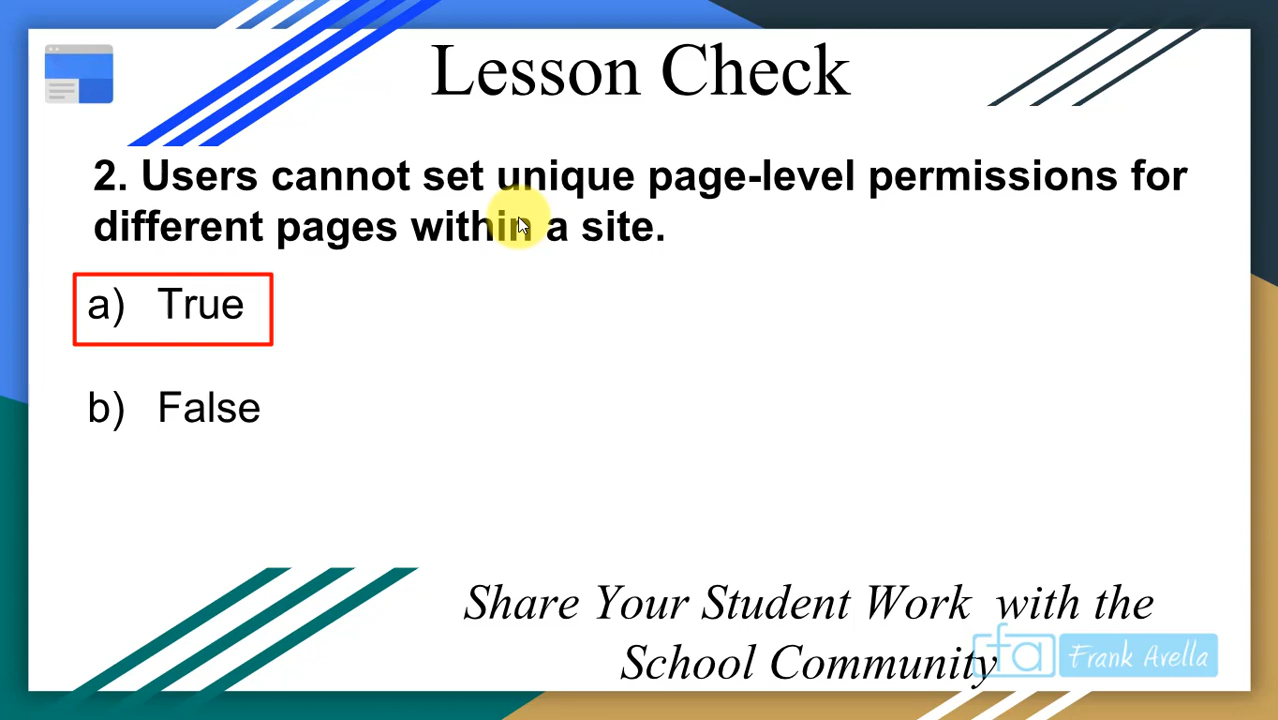 Lesson Check
2. Users cannot set unique page-level permissions for
different pages within a site.
a) True
b) False
Share Your Student Work with the
School Community
fa Frank Avella